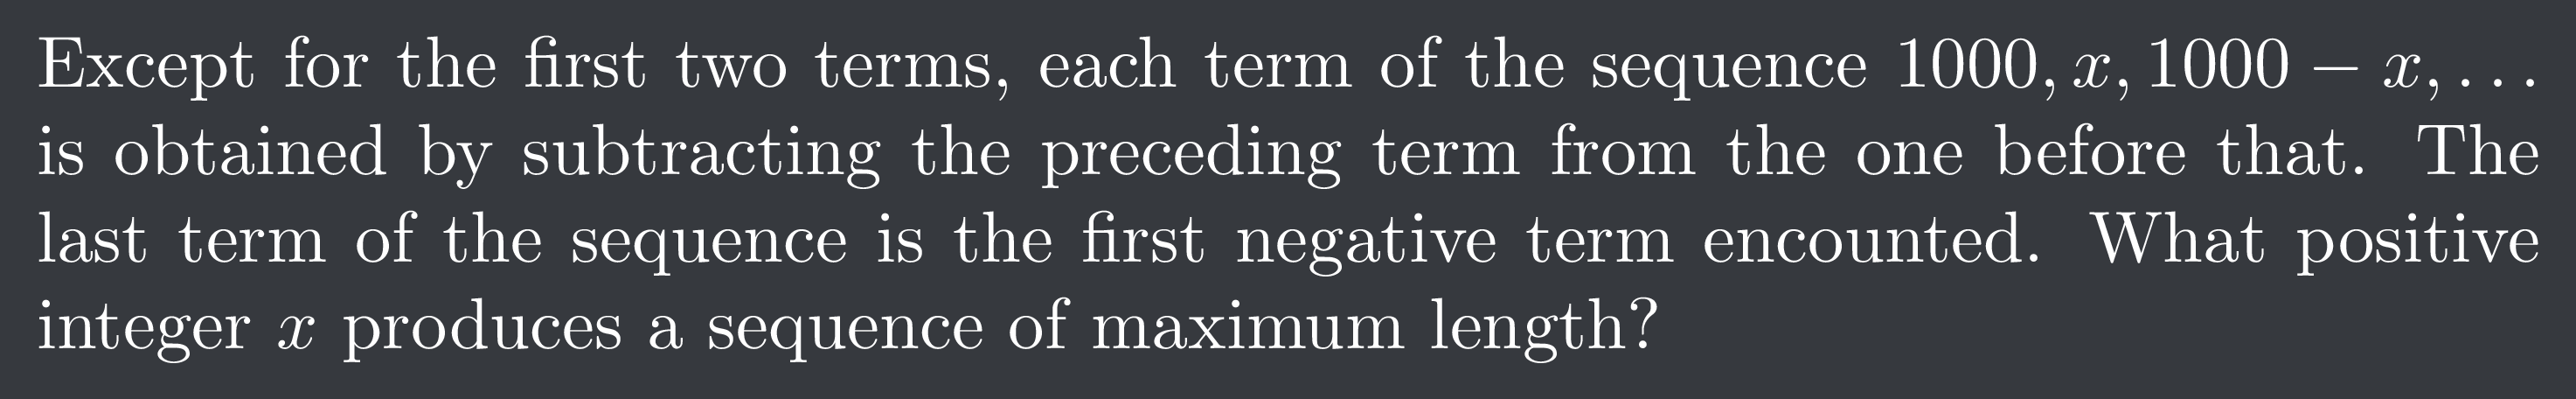 Except for the first two terms, each term of the sequence 1000, x, 1000 − x, . . .
is obtained by subtracting the preceding term from the one before that. The
last term of the sequence is the first negative term encounted. What positive
integer x produces a sequence of maximum length?